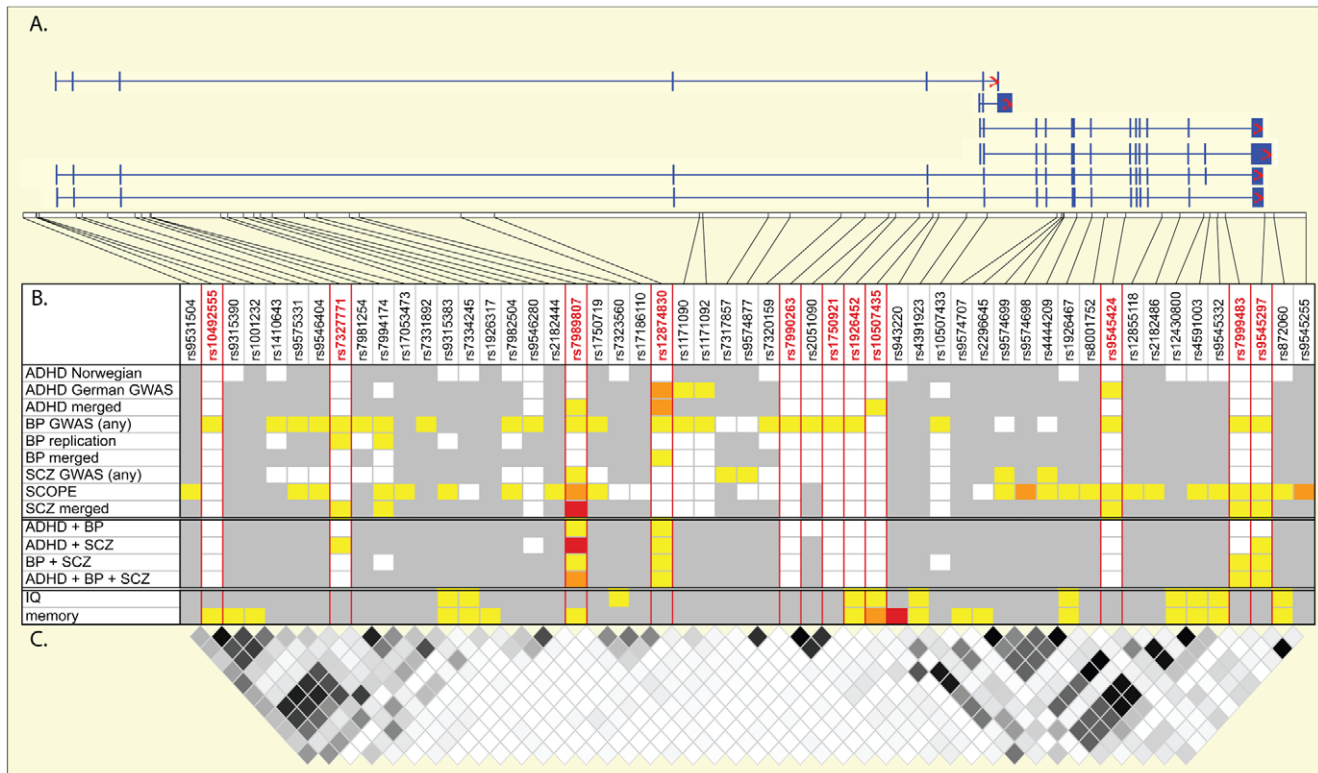 A.
B.
rs9531504
rs10492555
rs9315390
rs1001232
rs1410643
rs9575331
rs9546404
rs7327771
rs7981254
rs7994174
rs17053473
rs7331892
rs9315383
rs7334245
rs1926317
rs7982504
rs9546280
rs2182444
rs7989807
rs17507719
rs7323560
rs17186110
rs12874830
rs1171090
rs1171092
rs7317857
rs9574877
rs7320159
rs7990263
rs2051090
rs1750921
rs1926452
rs10507435
rs943220
rs4391923
rs10507433
rs9574707
rs2296645
rs9574699
rs9574698
rs4444209
rs1926467
rs8001752
rs9545424
rs12855118
rs2182486
rs12430800
rs4591003
rs9545332
rs7999483
rs9545297
rs872060
rs9545255
ADHD Norwegian
ADHD German GWAS
ADHD merged
BP GWAS (any)
BP replication
BP merged
SCZ GWAS (any)
SCOPE
SCZ merged
ADHD + BP
ADHD + SCZ
BP + SCZ
ADHD + BP + SCZ
IQ
memory
C.